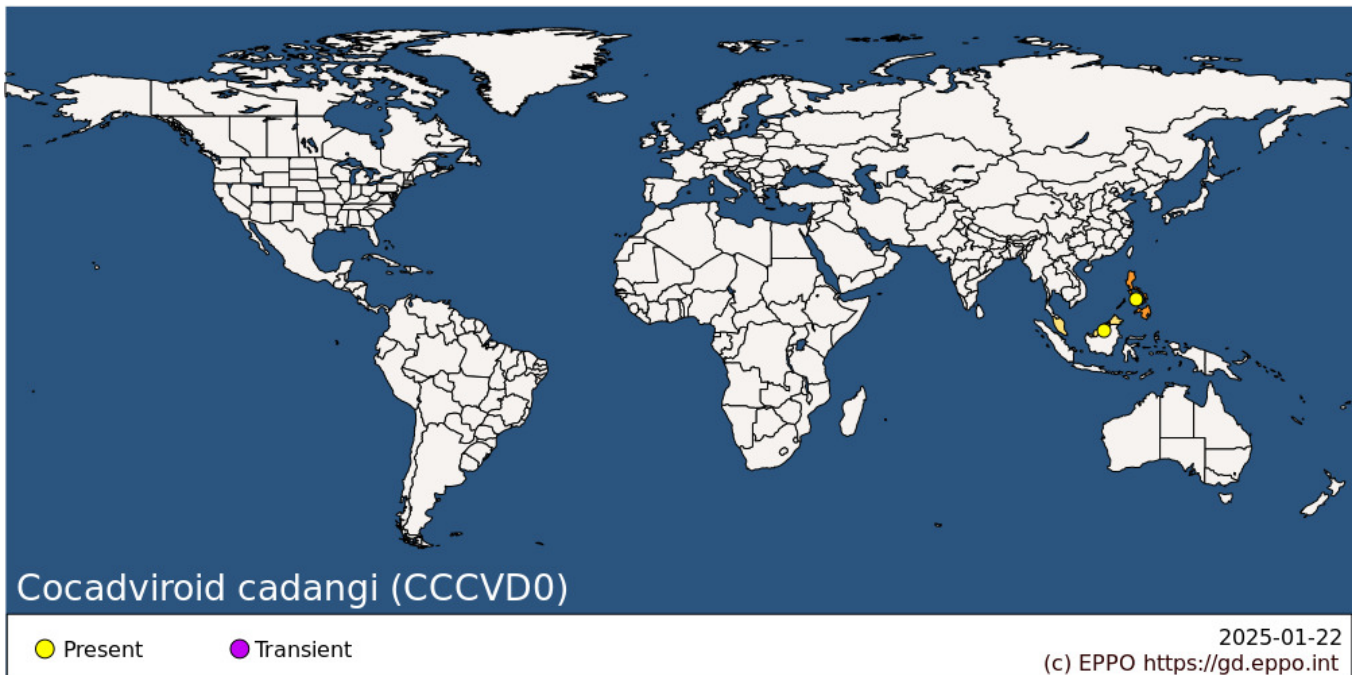 Cocadviroid cadangi (CCCVD0)
Present
Transient
2025-01-22
(c) EPPO https://gd.eppo.int